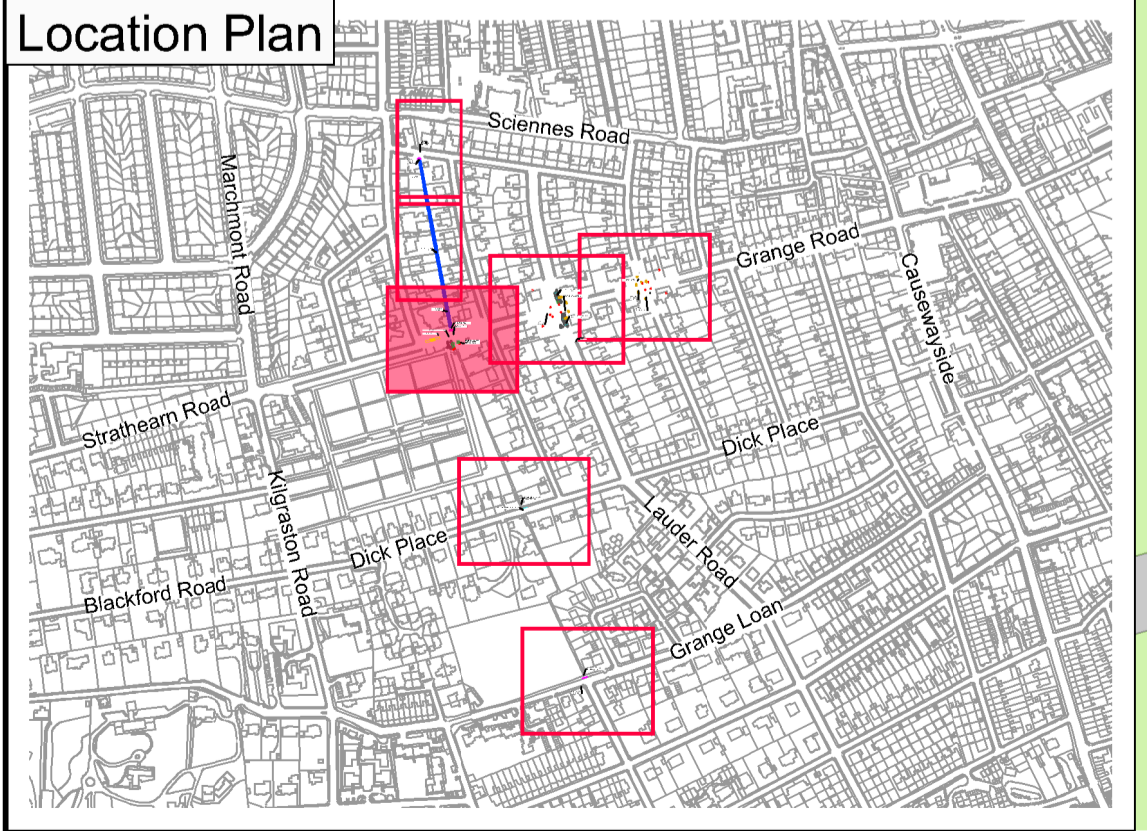 Location Plan
Sciennes Road
Marchmont Road
Grange Road
Causewayside
Strathearn Road
Dick Place
Kilgraston Road
Lauder Road
Dick Place
Blackford Road
Grange Loan